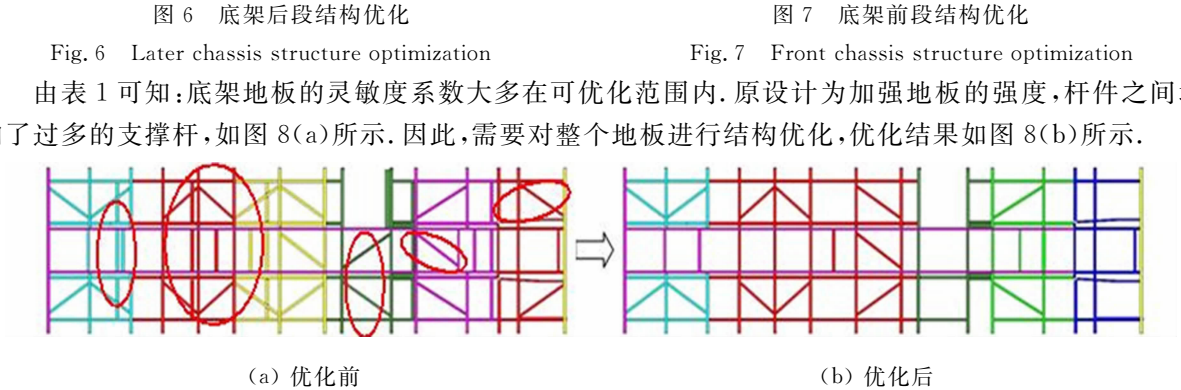 图 6 底架后段结构优化
图 7 底架前段结构优化
Fig. 6 Later chassis structure optimization
Fig. 7 Front chassis structure optimization
由表 1 可知:底架地板的灵敏度系数大多在可优化范围内. 原设计为加强地板的强度,杆件之间
了过多的支撑杆,如图 8(a)所示. 因此,需要对整个地板进行结构优化,优化结果如图 8(b)所示.
(a) 优化前
(b) 优化后